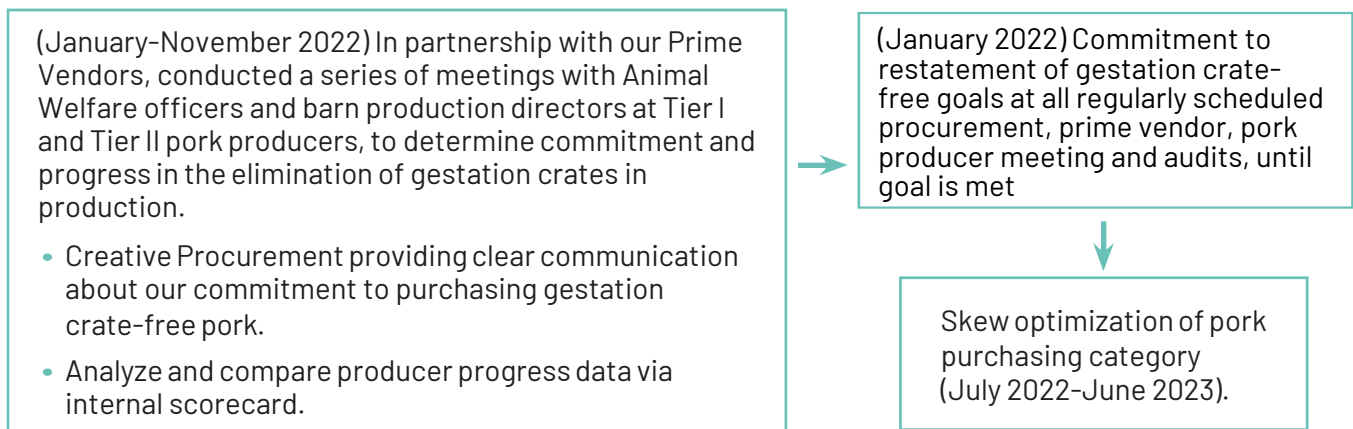 (January-November 2022) In partnership with our Prime
Vendors, conducted a series of meetings with Animal
Welfare officers and barn production directors at Tier I
and Tier II pork producers, to determine commitment and
progress in the elimination of gestation crates in
production.
• Creative Procurement providing clear communication
about our commitment to purchasing gestation
crate-free pork.
• Analyze and compare producer progress data via
internal scorecard.
(January 2022) Commitment to
restatement of gestation crate-
free goals at all regularly scheduled
procurement, prime vendor, pork
producer meeting and audits, until
goal is met
Skew optimization of pork
purchasing category
(July 2022-June 2023).